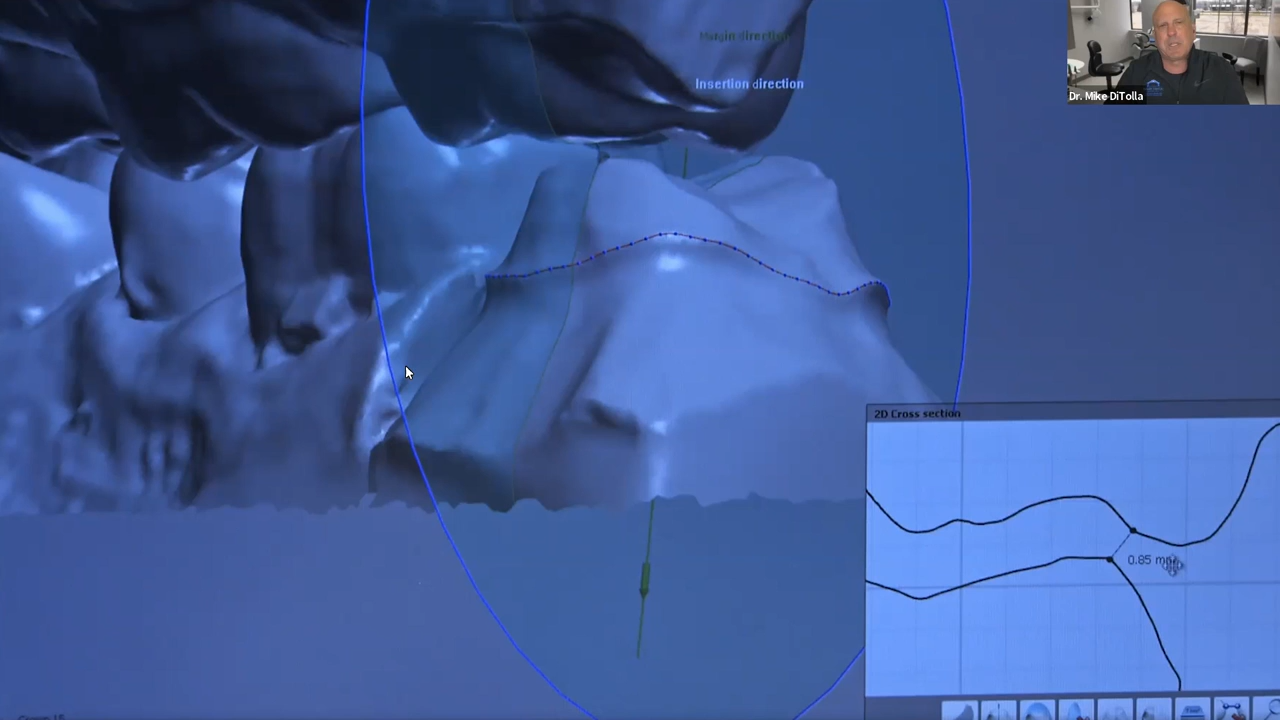 Margin direction
Insertion direction
Dr. Mike DiTolla
2D Cross section
0.85 mm